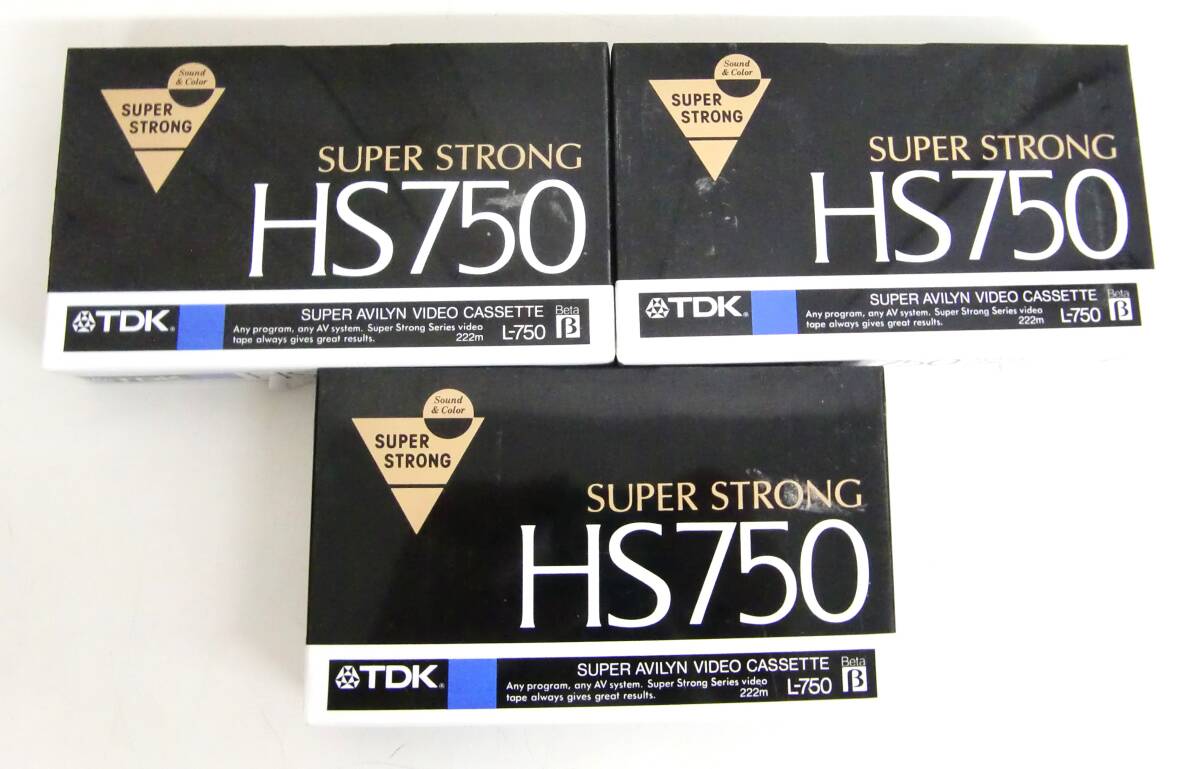 Sound
& Color
SUPER
STRONG
SUPER STRONG
HS750
TDK
SUPER AVILYN VIDEO CASSETTE
Any program, any AV system. Super Strong Series video
tape always gives great results.
222m
L-750
Beta
β
Sound
& Color
SUPER
STRONG
SUPER STRONG
HS750
TDK
SUPER AVILYN VIDEO CASSETTE
Any program, any AV system. Super Strong Series video
tape always gives great results.
222m
L-750
Beta
β
Sound
& Color
SUPER
STRONG
SUPER STRONG
HS750
TDK
SUPER AVILYN VIDEO CASSETTE
Any program, any AV system. Super Strong Series video
tape always gives great results.
222m
L-750
Beta
β